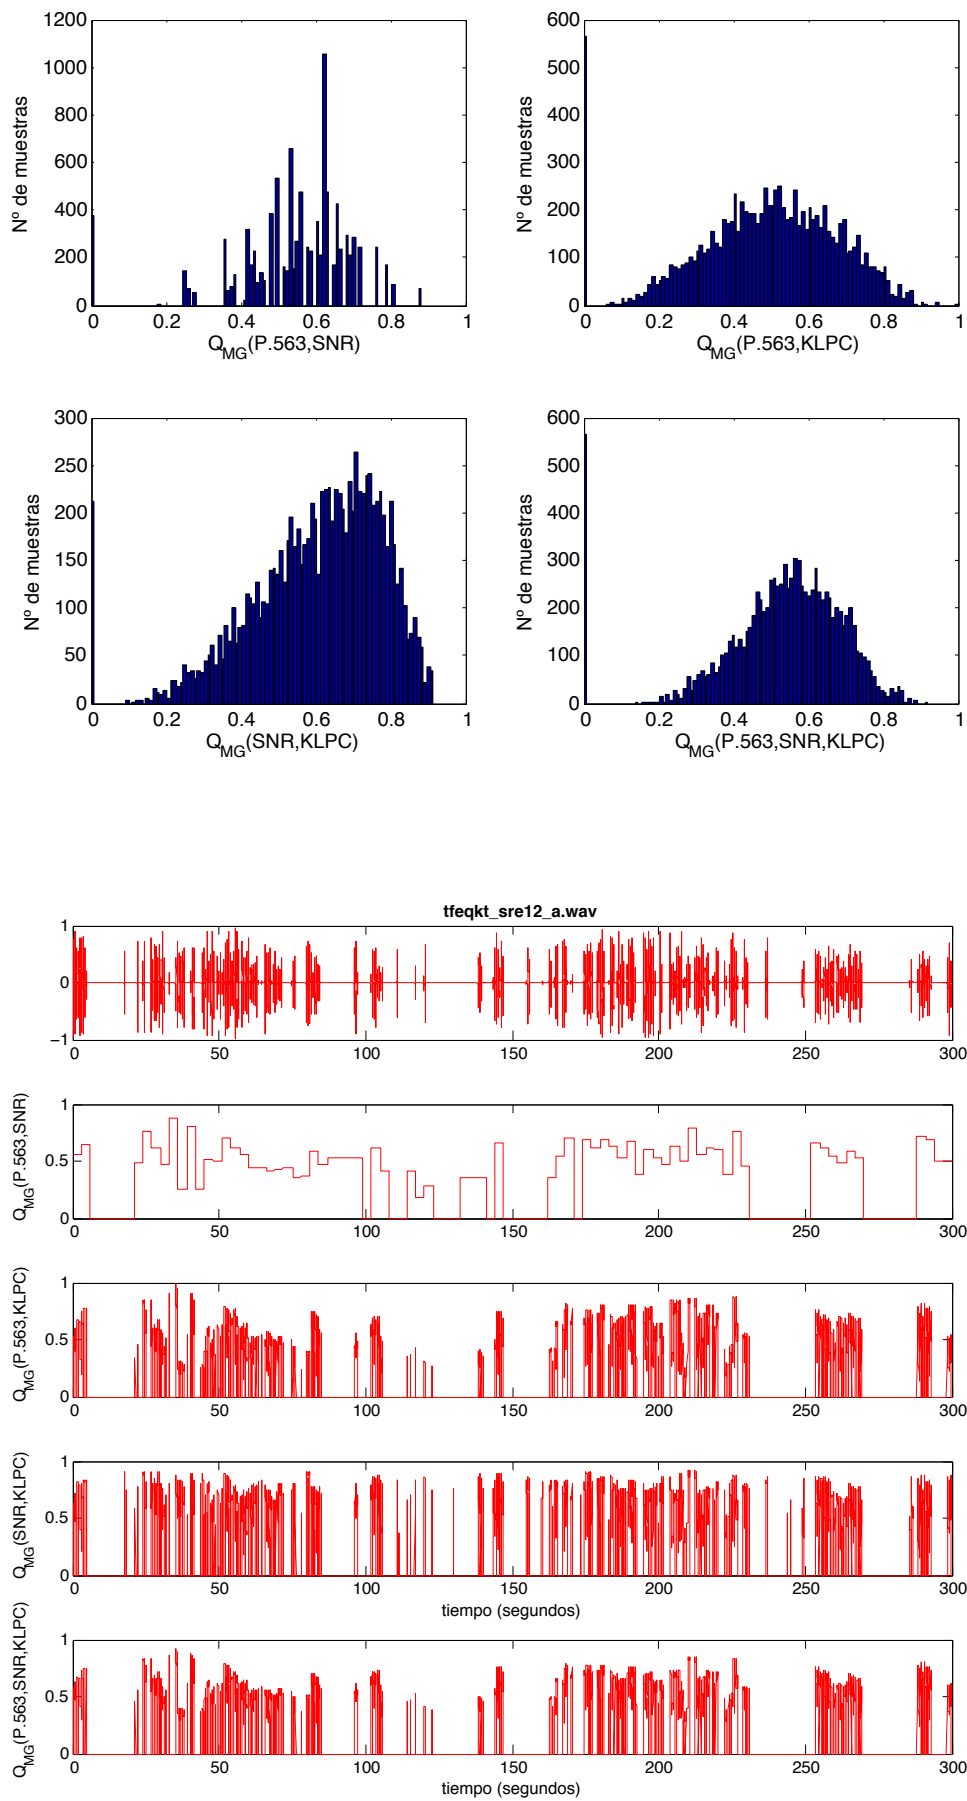 1200
1000
800
600
400
200
0
Nº de muestras
0 0.2 0.4 0.6 0.8 1
Q_MG(P.563,SNR)
600
500
400
300
200
100
0
Nº de muestras
0 0.2 0.4 0.6 0.8 1
Q_MG(P.563,KLPC)
300
250
200
150
100
50
0
Nº de muestras
0 0.2 0.4 0.6 0.8 1
Q_MG(SNR,KLPC)
600
500
400
300
200
100
0
Nº de muestras
0 0.2 0.4 0.6 0.8 1
Q_MG(P.563,SNR,KLPC)
tfeqkt_sre12_a.wav
1
0
−1
0 50 100 150 200 250 300
Q_MG(P.563,SNR)
1
0.5
0
0 50 100 150 200 250 300
Q_MG(P.563,KLPC)
1
0.5
0
0 50 100 150 200 250 300
Q_MG(SNR,KLPC)
1
0.5
0
0 50 100 150 200 250 300
tiempo (segundos)
Q_MG(P.563,SNR,KLPC)
1
0.5
0
0 50 100 150 200 250 300
tiempo (segundos)